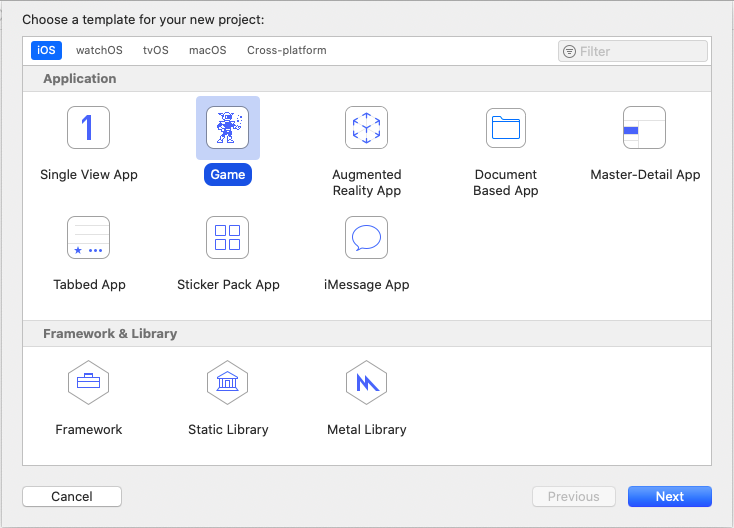 Choose a template for your new project:
iOS watchOS tvOS macOS Cross-platform Filter
Application
1
Single View App Game Augmented Document Master-Detail App
Reality App Based App
Tabbed App Sticker Pack App iMessage App
Framework & Library
Framework Static Library Metal Library
Cancel Previous Next